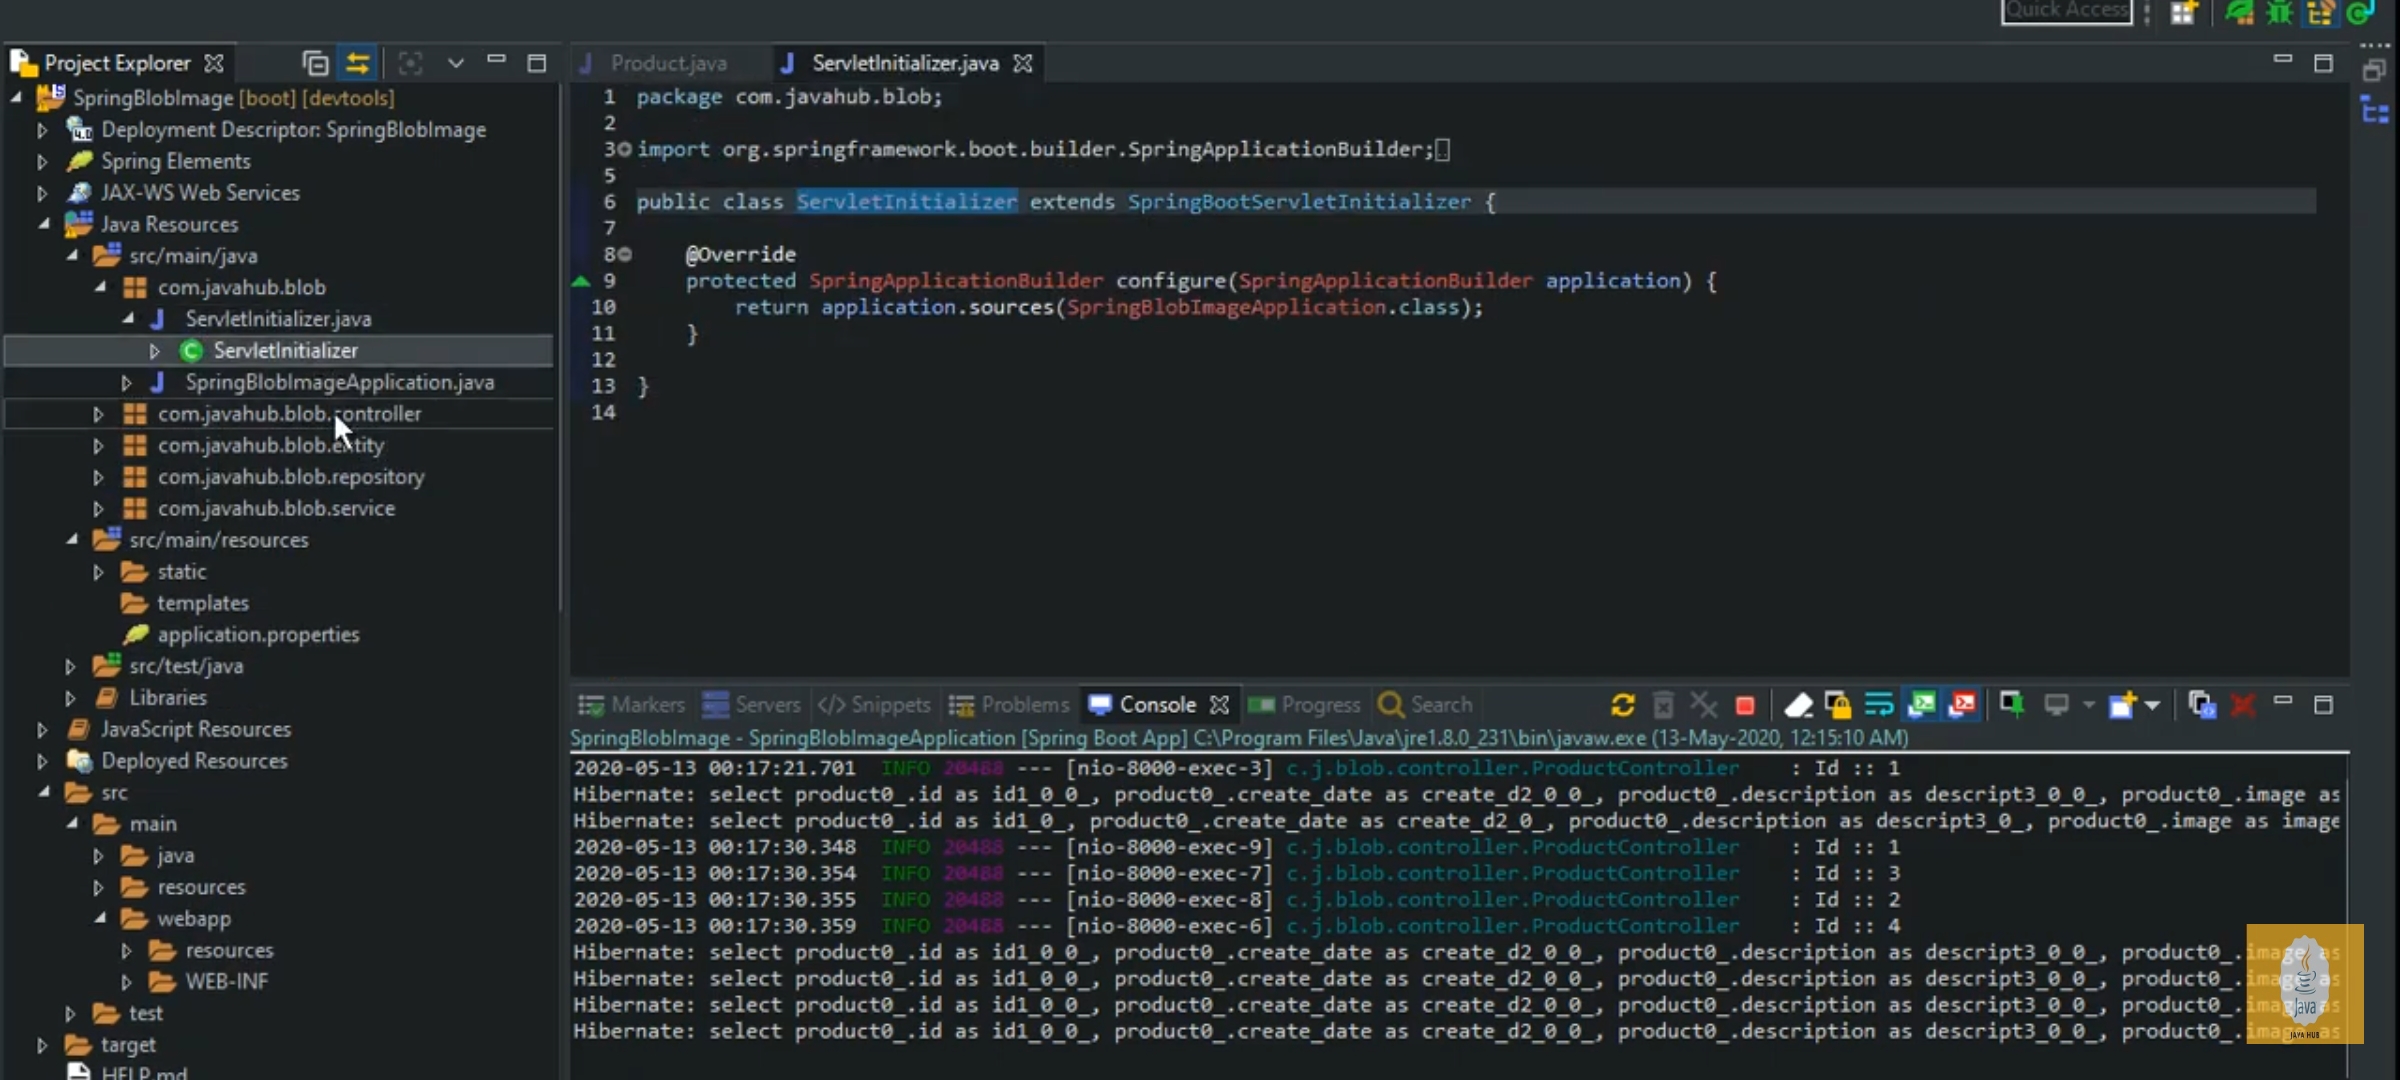 Quick Access
Project Explorer
SpringBlobImage [boot] [devtools]
Deployment Descriptor: SpringBlobImage
Spring Elements
JAX-WS Web Services
Java Resources
src/main/java
com.javahub.blob
ServletInitializer.java
ServletInitializer
SpringBlobImageApplication.java
com.javahub.blob.controller
com.javahub.blob.entity
com.javahub.blob.repository
com.javahub.blob.service
src/main/resources
static
templates
application.properties
src/test/java
Libraries
JavaScript Resources
Deployed Resources
src
main
java
resources
webapp
resources
WEB-INF
test
target
HELP.md
Product.java ServletInitializer.java
1 package com.javahub.blob;
2
3 import org.springframework.boot.builder.SpringApplicationBuilder;
5
6 public class ServletInitializer extends SpringBootServletInitializer {
7
8 @Override
9 protected SpringApplicationBuilder configure(SpringApplicationBuilder application) {
10 return application.sources(SpringBlobImageApplication.class);
11 }
12
13 }
14
Markers Servers Snippets Problems Console Progress Search
SpringBlobImage - SpringBlobImageApplication [Spring Boot App] C:\Program Files\Java\jre1.8.0_231\bin\javaw.exe (13-May-2020, 12:15:10 AM)
2020-05-13 00:17:21.701 INFO 20488 --- [nio-8000-exec-3] c.j.blob.controller.ProductController : Id :: 1
Hibernate: select product0_.id as id1_0_0_, product0_.create_date as create_d2_0_0_, product0_.description as descript3_0_0_, product0_.image as
Hibernate: select product0_.id as id1_0_, product0_.create_date as create_d2_0_, product0_.description as descript3_0_, product0_.image as image
2020-05-13 00:17:30.348 INFO 20488 --- [nio-8000-exec-9] c.j.blob.controller.ProductController : Id :: 1
2020-05-13 00:17:30.354 INFO 20488 --- [nio-8000-exec-7] c.j.blob.controller.ProductController : Id :: 3
2020-05-13 00:17:30.355 INFO 20488 --- [nio-8000-exec-8] c.j.blob.controller.ProductController : Id :: 2
2020-05-13 00:17:30.359 INFO 20488 --- [nio-8000-exec-6] c.j.blob.controller.ProductController : Id :: 4
Hibernate: select product0_.id as id1_0_0_, product0_.create_date as create_d2_0_0_, product0_.description as descript3_0_0_, product0_.image as
Hibernate: select product0_.id as id1_0_0_, product0_.create_date as create_d2_0_0_, product0_.description as descript3_0_0_, product0_.image as
Hibernate: select product0_.id as id1_0_0_, product0_.create_date as create_d2_0_0_, product0_.description as descript3_0_0_, product0_.image as
Hibernate: select product0_.id as id1_0_0_, product0_.create_date as create_d2_0_0_, product0_.description as descript3_0_0_, product0_.image as
Java
JAVA HUB